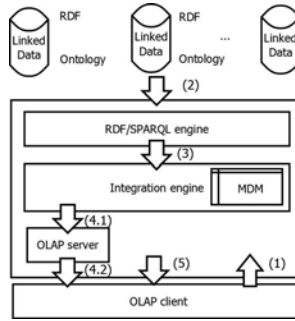 RDF
RDF
Linked Data
Linked Data
...
Linked Data
Ontology
Ontology
(2)
RDF/SPARQL engine
(3)
Integration engine
MDM
(4.1)
OLAP server
(4.2)
(5)
(1)
OLAP client